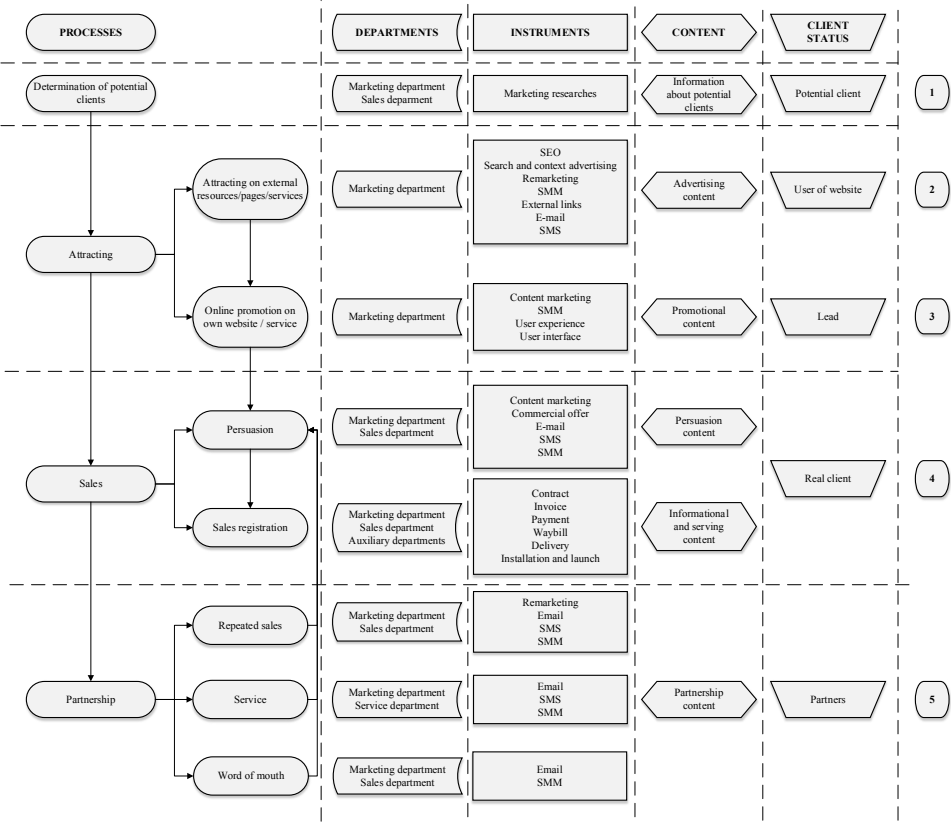 PROCESSES
DEPARTMENTS
INSTRUMENTS
CONTENT
CLIENT
STATUS
Determination of potential
clients
Marketing department
Sales deparment
Marketing researches
Information
about potential
clients
Potential client
1
Attracting
Attracting on external
resources/pages/services
Marketing department
SEO
Search and context advertising
Remarketing
SMM
External links
E-mail
SMS
Advertising
content
User of website
2
Online promotion on
own website / service
Marketing department
Content marketing
SMM
User experience
User interface
Promotional
content
Lead
3
Sales
Persuasion
Marketing department
Sales department
Content marketing
Commercial offer
E-mail
SMS
SMM
Persuasion
content
Real client
4
Sales registration
Marketing department
Sales department
Auxiliary departments
Contract
Invoice
Payment
Waybill
Delivery
Installation and launch
Informational
and serving
content
Partnership
Repeated sales
Marketing department
Sales department
Remarketing
Email
SMS
SMM
Service
Marketing department
Service department
Email
SMS
SMM
Partnership
content
Partners
5
Word of mouth
Marketing department
Sales department
Email
SMM